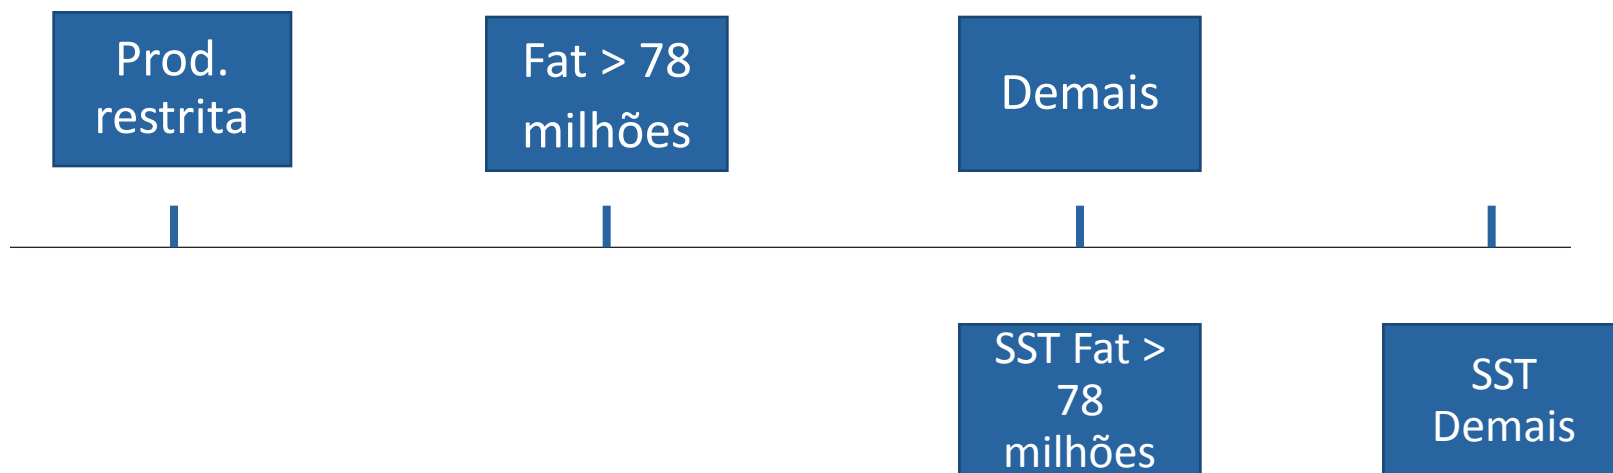 Prod.
restrita
Fat > 78
milhões
Demais
SST Fat >
78
milhões
SST
Demais